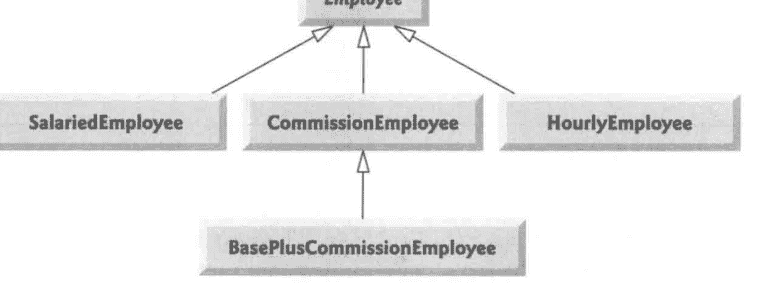 Employee
SalariedEmployee
CommissionEmployee
HourlyEmployee
BasePlusCommissionEmployee